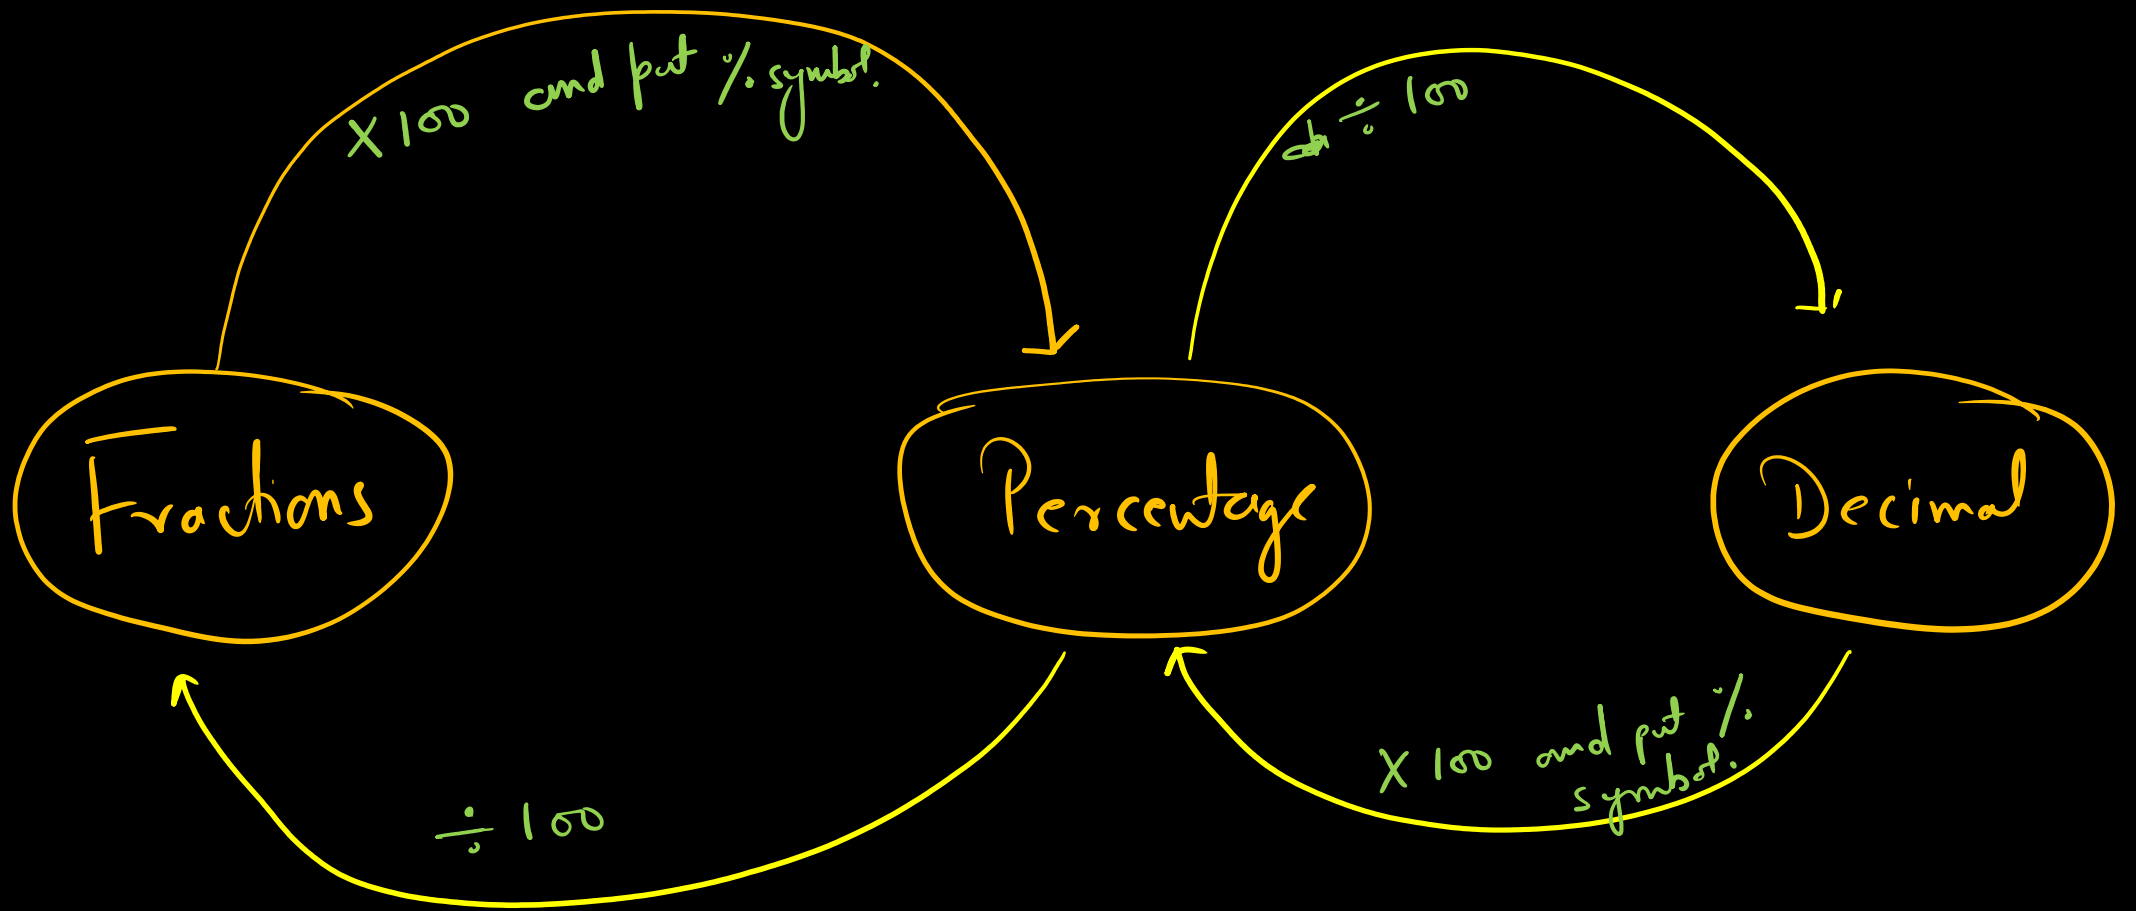 X 100 and put % symbol.
÷ 100
Fractions
Percentage
Decimal
X 100 and put %
symbol.
÷ 100